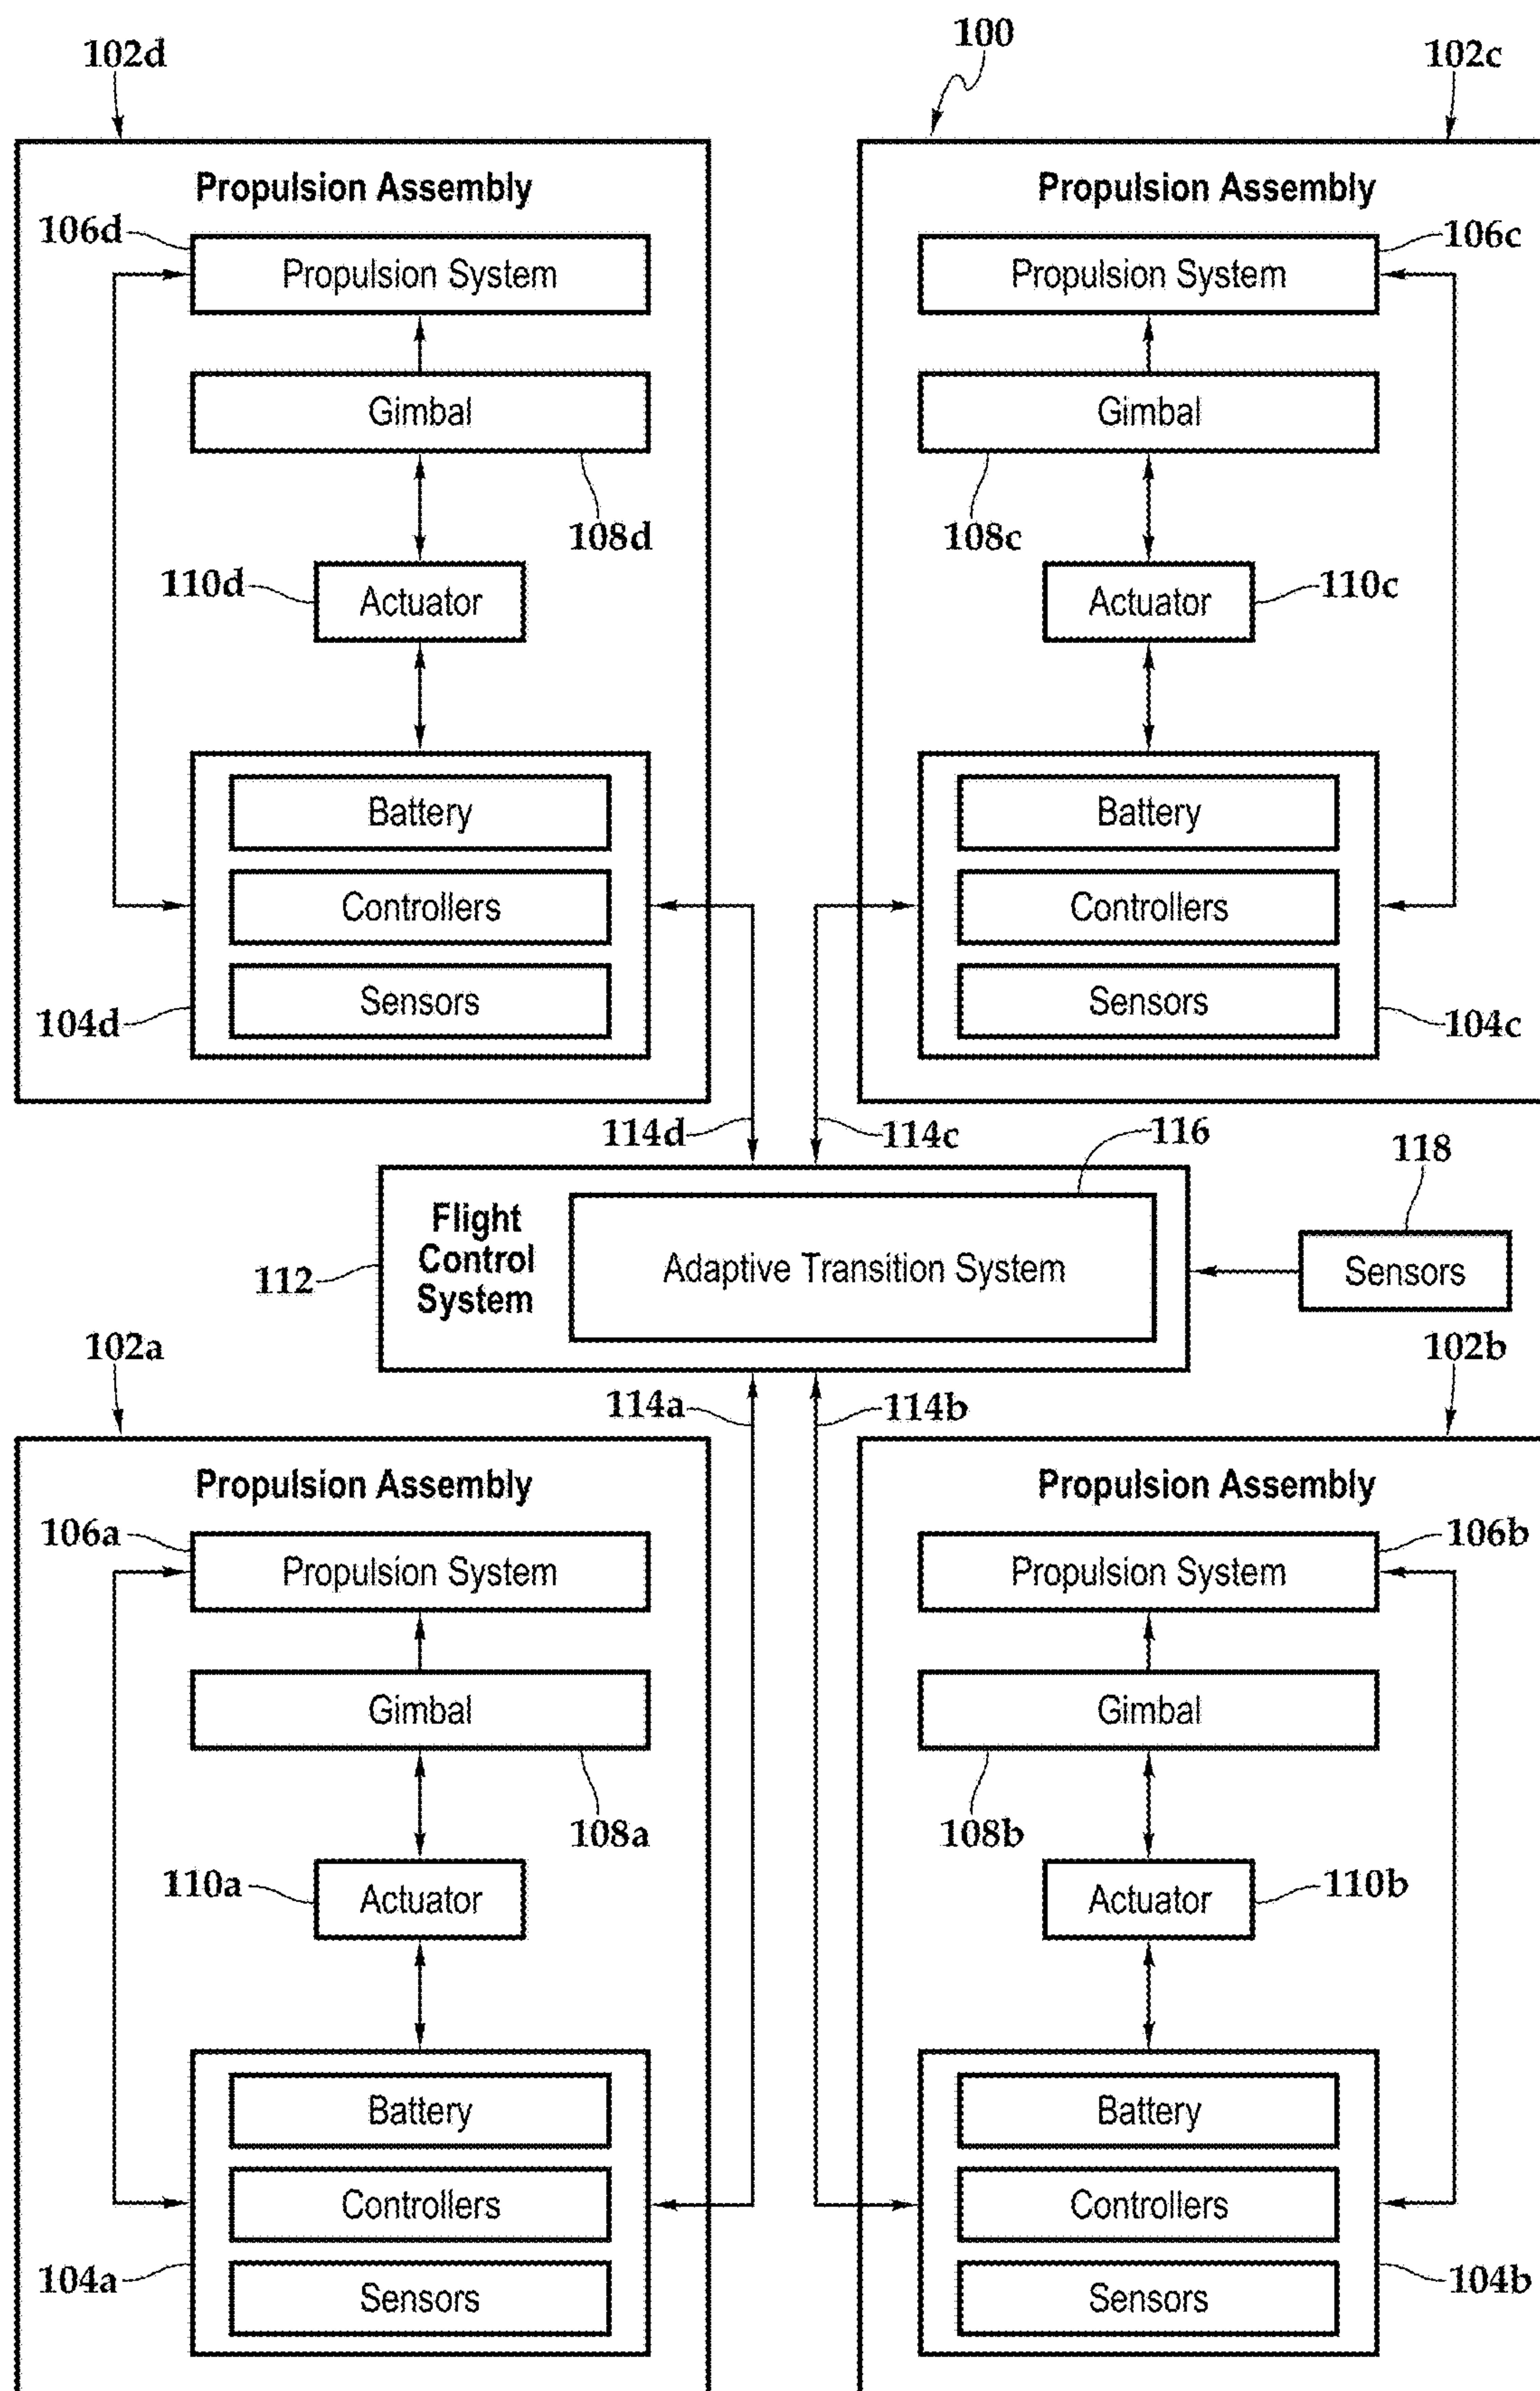 100
102d
102c
Propulsion Assembly
106d
Propulsion System
Gimbal
108d
110d
Actuator
Battery
Controllers
Sensors
104d
Propulsion Assembly
106c
Propulsion System
Gimbal
108c
110c
Actuator
Battery
Controllers
Sensors
104c
114d
114c
116
118
Flight
Control
System
Adaptive Transition System
Sensors
112
102a
102b
114a
114b
Propulsion Assembly
106a
Propulsion System
Gimbal
108a
110a
Actuator
Battery
Controllers
Sensors
104a
Propulsion Assembly
106b
Propulsion System
Gimbal
108b
110b
Actuator
Battery
Controllers
Sensors
104b